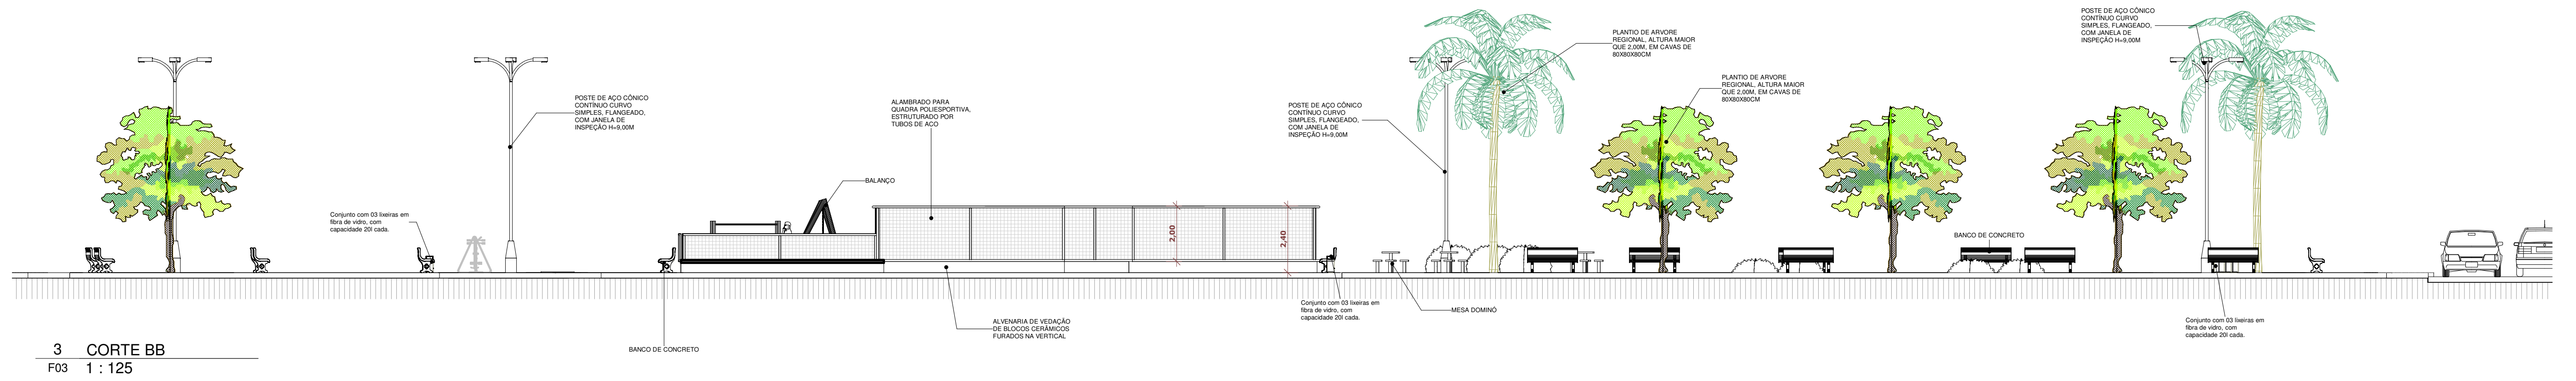 POSTE DE AÇO CÔNICO
CONTÍNUO CURVO
SIMPLES, FLANGEADO,
COM JANELA DE
INSPEÇÃO H=9,00M
PLANTIO DE ARVORE
REGIONAL, ALTURA MAIOR
QUE 2,00M, EM CAVAS DE
80X80X80CM
PLANTIO DE ARVORE
REGIONAL, ALTURA MAIOR
QUE 2,00M, EM CAVAS DE
80X80X80CM
POSTE DE AÇO CÔNICO
CONTÍNUO CURVO
SIMPLES, FLANGEADO,
COM JANELA DE
INSPEÇÃO H=9,00M
ALAMBRADO PARA
QUADRA POLIESPORTIVA,
ESTRUTURADO POR
TUBOS DE ACO
POSTE DE AÇO CÔNICO
CONTÍNUO CURVO
SIMPLES, FLANGEADO,
COM JANELA DE
INSPEÇÃO H=9,00M
BALANÇO
Conjunto com 03 lixeiras em
fibra de vidro, com
capacidade 20l cada.
2,00
2,40
BANCO DE CONCRETO
Conjunto com 03 lixeiras em
fibra de vidro, com
capacidade 20l cada.
MESA DOMINÓ
ALVENARIA DE VEDAÇÃO
DE BLOCOS CERÂMICOS
FURADOS NA VERTICAL
Conjunto com 03 lixeiras em
fibra de vidro, com
capacidade 20l cada.
BANCO DE CONCRETO
3 CORTE BB
F03 1 : 125